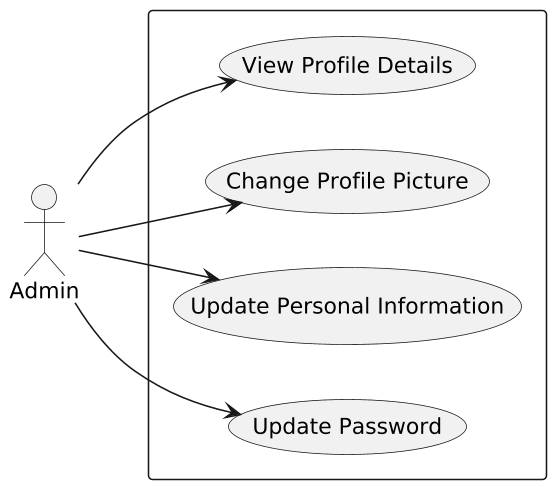 View Profile Details
Change Profile Picture
Admin
Update Personal Information
Update Password